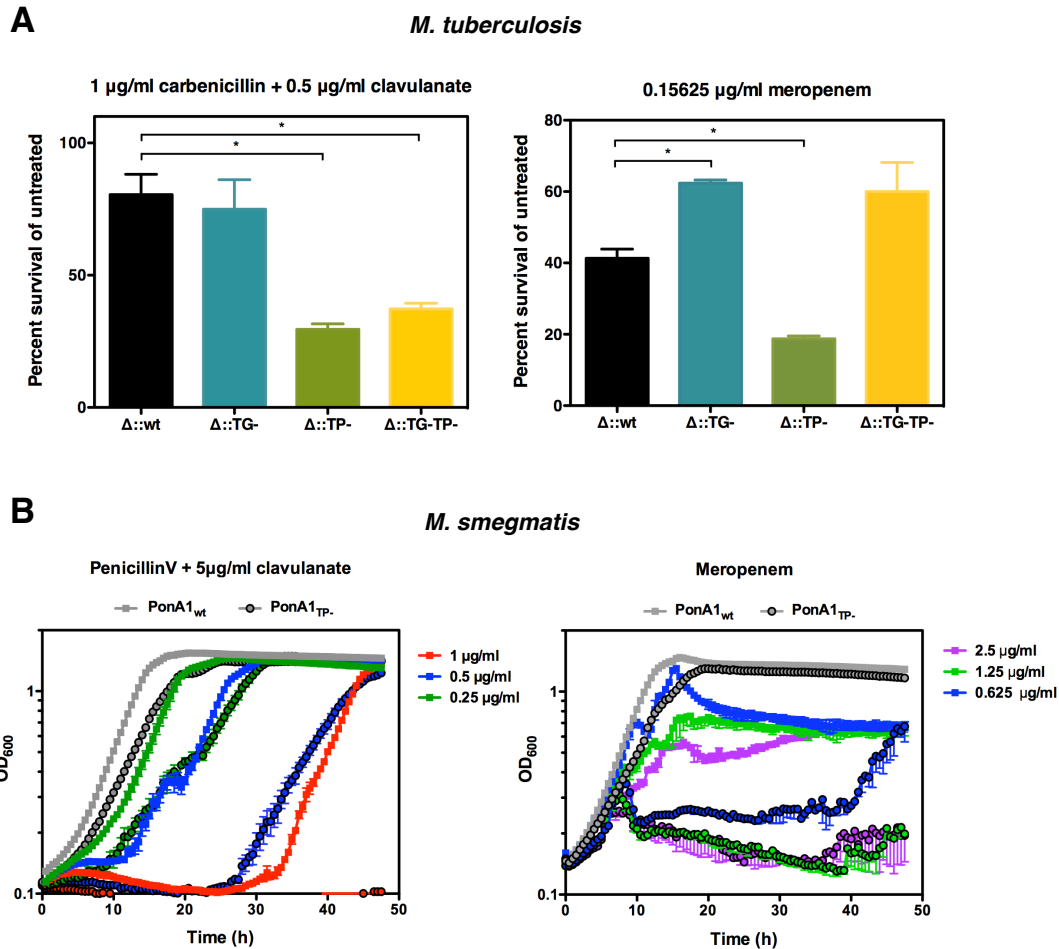 A
M. tuberculosis
1 µg/ml carbenicillin + 0.5 µg/ml clavulanate
Percent survival of untreated
100
50
0
*
*
Δ::wt
Δ::TG-
Δ::TP-
Δ::TG-TP-
0.15625 µg/ml meropenem
Percent survival of untreated
80
60
40
20
0
*
*
Δ::wt
Δ::TG-
Δ::TP-
Δ::TG-TP-
B
M. smegmatis
PenicillinV + 5µg/ml clavulanate
PonA1wt
PonA1TP-
OD600
1
0.1
0
10
20
30
40
50
Time (h)
1 µg/ml
0.5 µg/ml
0.25 µg/ml
Meropenem
PonA1wt
PonA1TP-
OD600
1
0.1
0
10
20
30
40
50
Time (h)
2.5 µg/ml
1.25 µg/ml
0.625 µg/ml